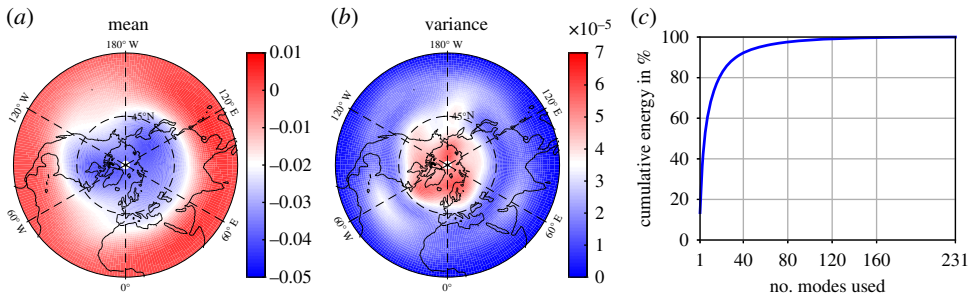 (a) mean
180° W
120° W
120° E
45°N
60° W
60° E
0°
0.01
0
–0.01
–0.02
–0.03
–0.04
–0.05
(b) variance
180° W
120° W
120° E
45°N
60° W
60° E
0°
×10⁻⁵
7
6
5
4
3
2
1
0
(c)
cumulative energy in %
100
80
60
40
20
0
1 40 80 120 160 231
no. modes used